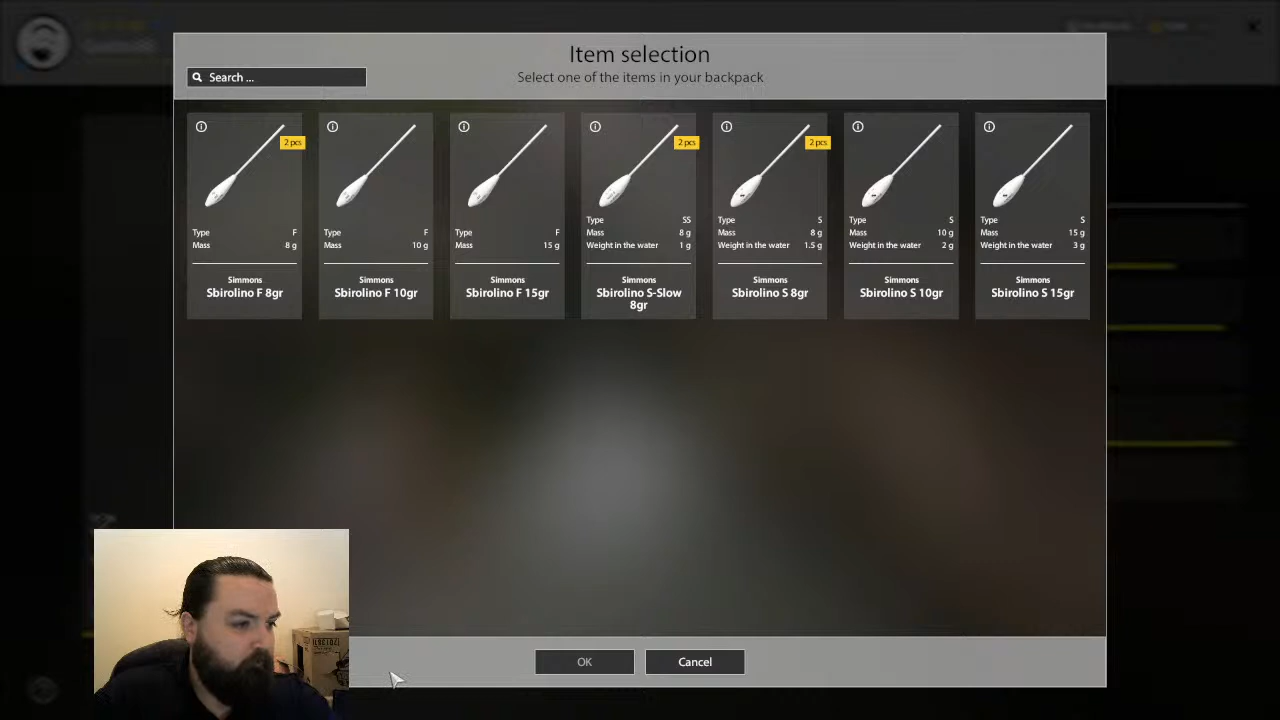 Item selection
Search ...
Select one of the items in your backpack
2 pcs
Type F
Mass 8 g
Simmons
Sbirolino F 8gr
Type F
Mass 10 g
Simmons
Sbirolino F 10gr
Type F
Mass 15 g
Simmons
Sbirolino F 15gr
2 pcs
Type SS
Mass 8 g
Weight in the water 1 g
Simmons
Sbirolino S-Slow
8gr
2 pcs
Type S
Mass 8 g
Weight in the water 1.5 g
Simmons
Sbirolino S 8gr
Type S
Mass 10 g
Weight in the water 2 g
Simmons
Sbirolino S 10gr
Type S
Mass 15 g
Weight in the water 3 g
Simmons
Sbirolino S 15gr
OK
Cancel